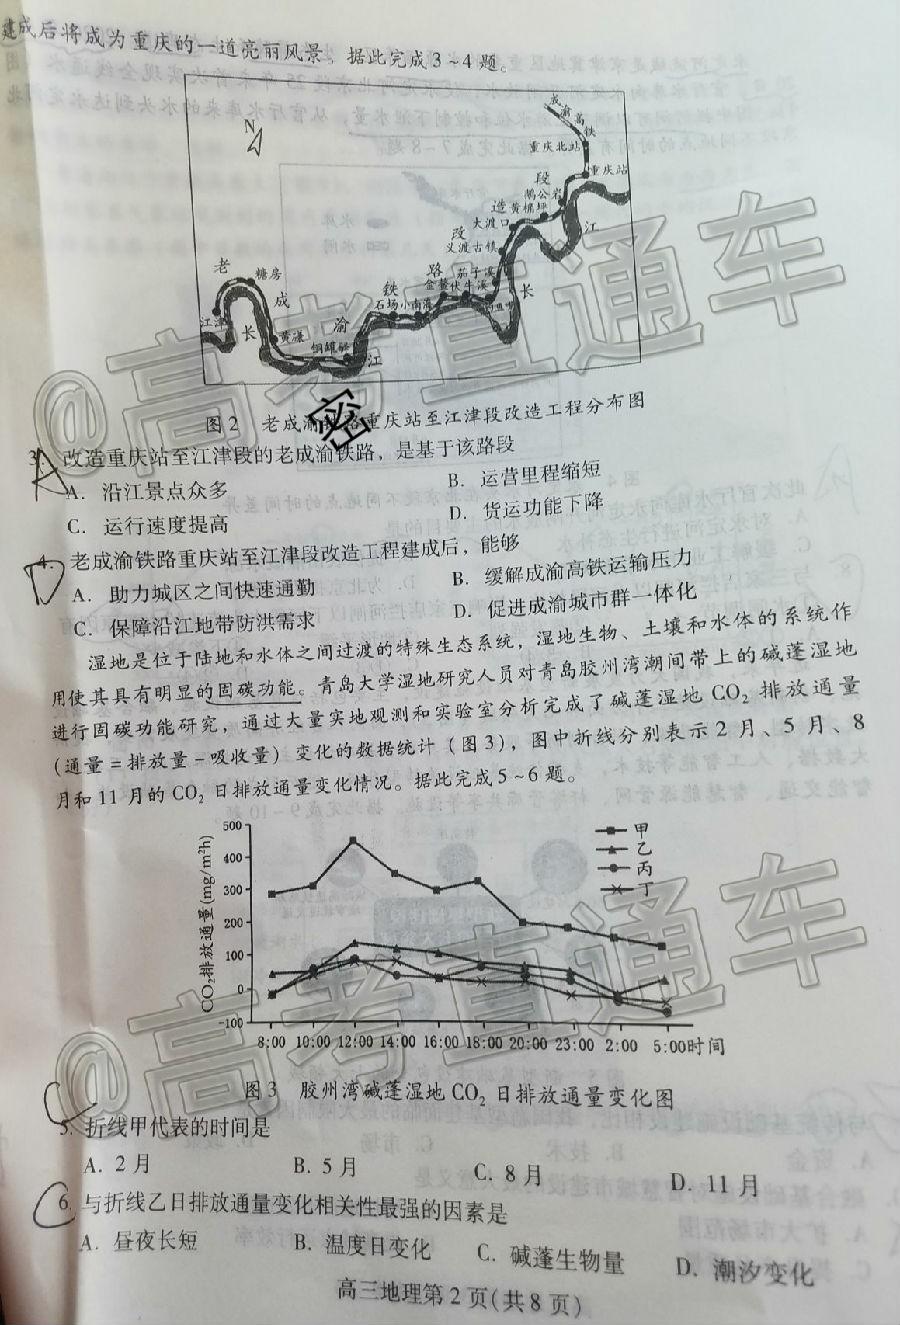 建成后将成为重庆的一道亮丽风景。据此完成3~4题。
N
成渝高铁
重庆北站
重庆站
段
鹅公岩
造
黄桷坪
大渡口
改
义渡古镇
江
路
茄子溪
金鳌
伏牛溪
长
铁
石场
小南海
老
糖房
成
江津
长
黄磏
渝
铜罐驿
江
图2 老成渝铁路重庆站至江津段改造工程分布图
密
3. 改造重庆站至江津段的老成渝铁路，是基于该路段
A
A. 沿江景点众多
B. 运营里程缩短
C. 运行速度提高
D. 货运功能下降
4. 老成渝铁路重庆站至江津段改造工程建成后，能够
D
A. 助力城区之间快速通勤
B. 缓解成渝高铁运输压力
C. 保障沿江地带防洪需求
D. 促进成渝城市群一体化
湿地是位于陆地和水体之间过渡的特殊生态系统，湿地生物、土壤和水体的系统作
用使其具有明显的固碳功能。青岛大学湿地研究人员对青岛胶州湾潮间带上的碱蓬湿地
进行固碳功能研究，通过大量实地观测和实验室分析完成了碱蓬湿地CO₂排放通量
(通量=排放量-吸收量)变化的数据统计(图3)，图中折线分别表示2月、5月、8
月和11月的CO₂日排放通量变化情况。据此完成5~6题。
CO₂排放通量(mg/m²h)
500
400
300
200
100
0
-100
甲
乙
丙
丁
8:00 10:00 12:00 14:00 16:00 18:00 20:00 23:00 2:00 5:00时间
图3 胶州湾碱蓬湿地CO₂日排放通量变化图
C
5. 折线甲代表的时间是
A. 2月 B. 5月 C. 8月 D. 11月
C
6. 与折线乙日排放通量变化相关性最强的因素是
A. 昼夜长短 B. 温度日变化 C. 碱蓬生物量 D. 潮汐变化
高三地理第2页(共8页)
@高考直通车
@高考直通车